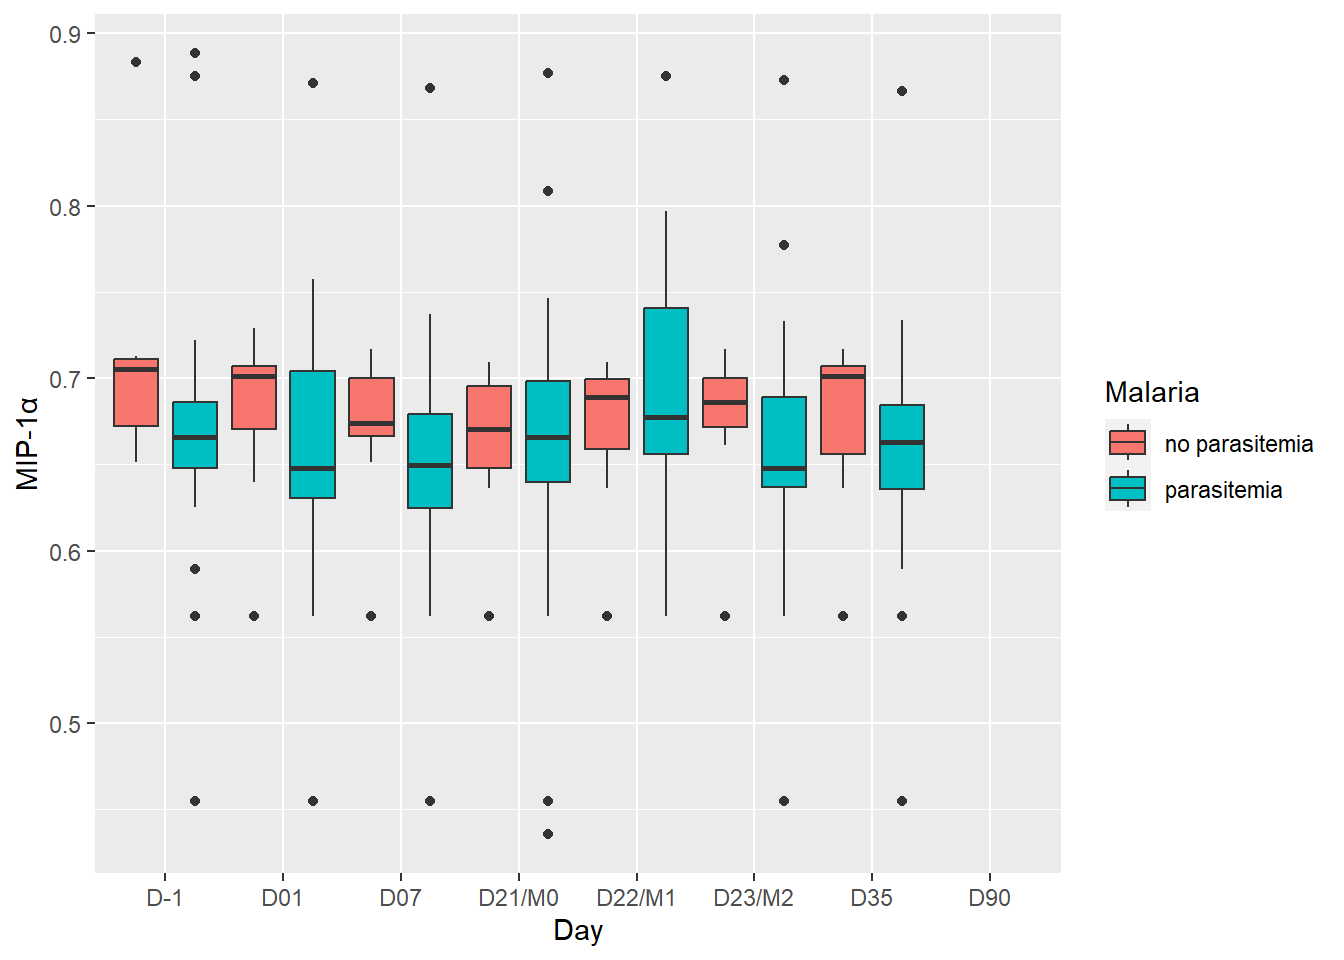 0.9
0.8
0.7
0.6
0.5
MIP-1α
D-1 D01 D07 D21/M0 D22/M1 D23/M2 D35 D90
Day
Malaria
no parasitemia
parasitemia